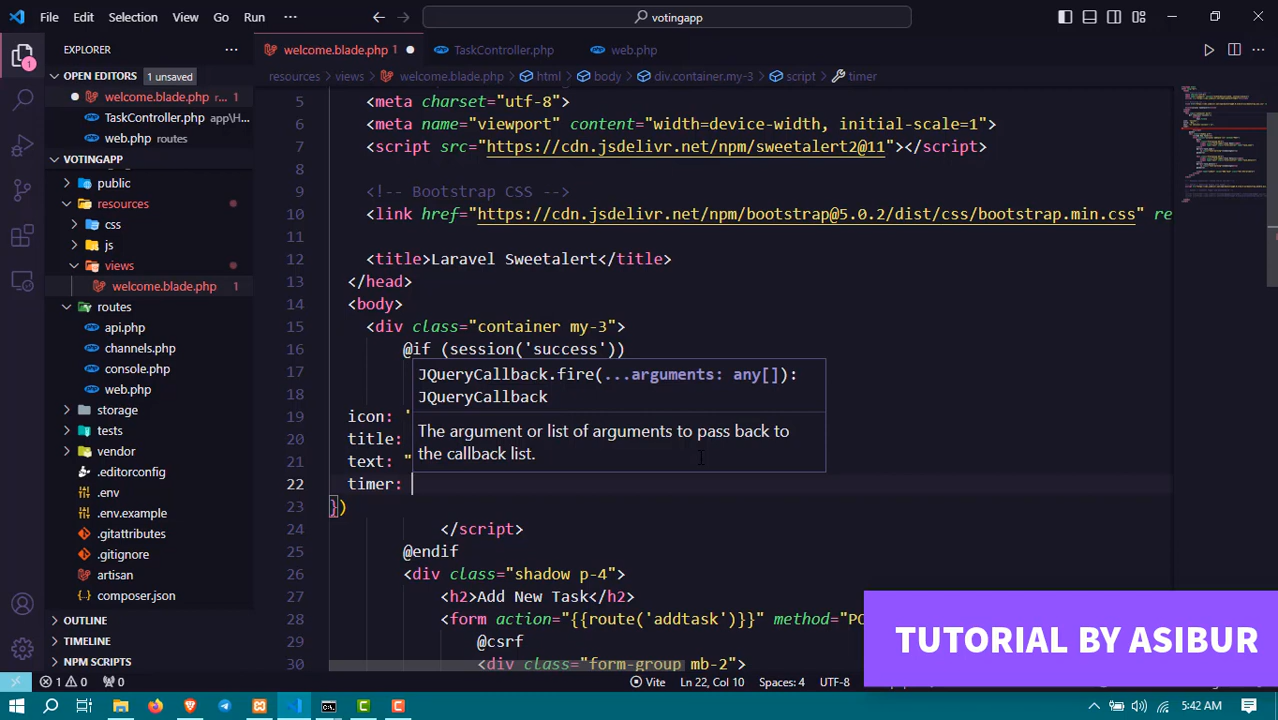 File Edit Selection View Go Run ··· votingapp
EXPLORER ···
welcome.blade.php 1 TaskController.php web.php
OPEN EDITORS 1 unsaved
resources > views > welcome.blade.php > html > body > div.container.my-3 > script > timer
welcome.blade.php r... 1
TaskController.php app\H...
web.php routes
VOTINGAPP
public
resources
css
js
views
welcome.blade.php 1
routes
api.php
channels.php
console.php
web.php
storage
tests
vendor
.editorconfig
.env
.env.example
.gitattributes
.gitignore
artisan
composer.json
OUTLINE
TIMELINE
NPM SCRIPTS
5 <meta charset="utf-8">
6 <meta name="viewport" content="width=device-width, initial-scale=1">
7 <script src="https://cdn.jsdelivr.net/npm/sweetalert2@11"></script>
8
9 <!-- Bootstrap CSS -->
10 <link href="https://cdn.jsdelivr.net/npm/bootstrap@5.0.2/dist/css/bootstrap.min.css" re
11
12 <title>Laravel Sweetalert</title>
13 </head>
14 <body>
15 <div class="container my-3">
16 @if (session('success'))
17
18
19 icon: '
20 title:
21 text: "
22 timer:
23 })
24 </script>
25 @endif
26 <div class="shadow p-4">
27 <h2>Add New Task</h2>
28 <form action="{{route('addtask')}}" method="PO
29 @csrf
30 <div class="form-group mb-2">
JQueryCallback.fire(...arguments: any[]):
JQueryCallback
The argument or list of arguments to pass back to
the callback list.
TUTORIAL BY ASIBUR
1 0 0 Vite Ln 22, Col 10 Spaces: 4 UTF-8
5:42 AM